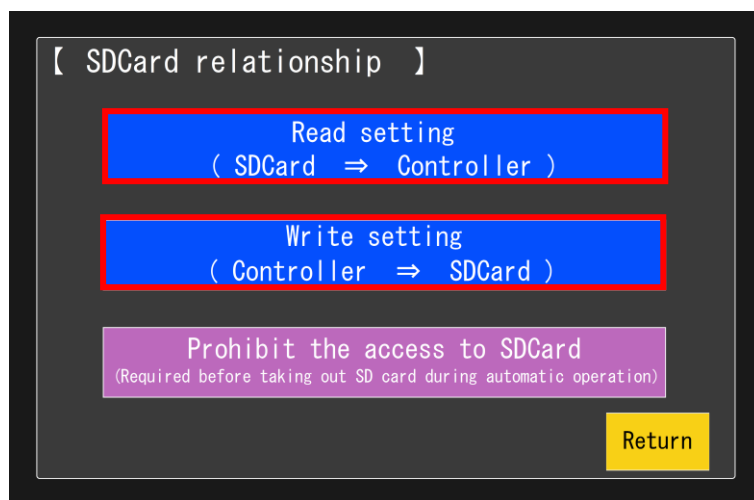 【 SDCard relationship 】
Read setting
( SDCard ⇒ Controller )
Write setting
( Controller ⇒ SDCard )
Prohibit the access to SDCard
(Required before taking out SD card during automatic operation)
Return